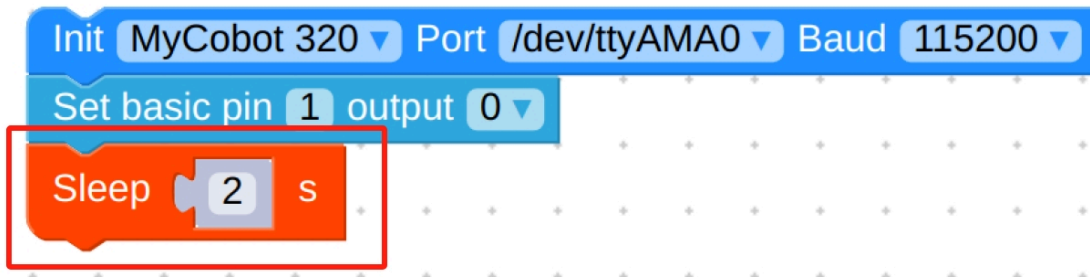 Init MyCobot 320 Port /dev/ttyAMA0 Baud 115200
Set basic pin 1 output 0
Sleep 2 s